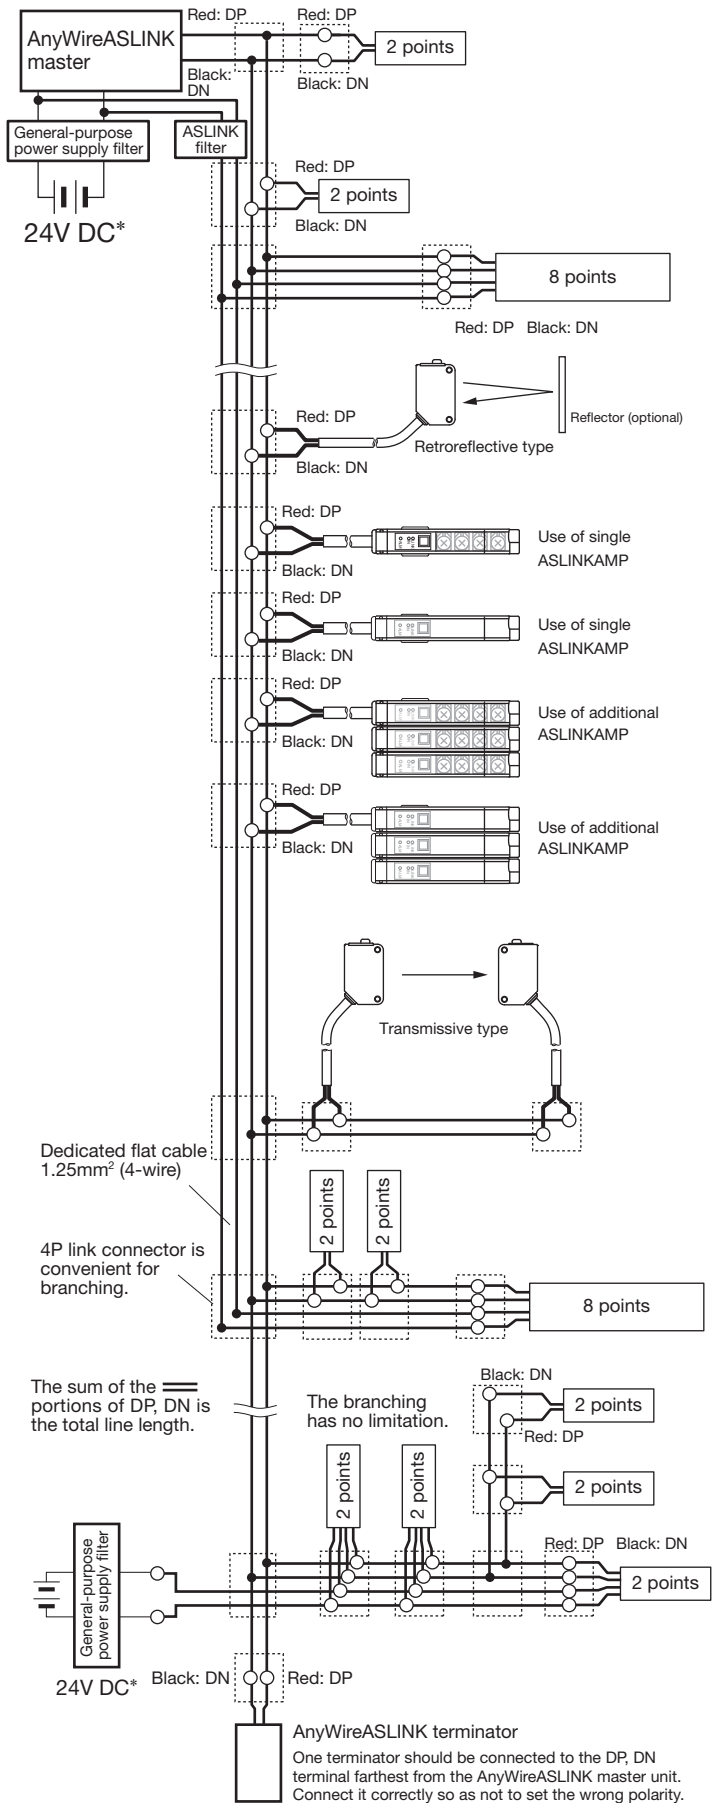 Red: DP
Red: DP
AnyWireASLINK
master
2 points
Black:
DN
Black: DN
General-purpose
power supply filter
ASLINK
filter
24V DC*
Red: DP
2 points
Black: DN
8 points
Red: DP Black: DN
Red: DP
Reflector (optional)
Retroreflective type
Black: DN
Red: DP
Use of single
ASLINKAMP
Black: DN
Red: DP
Use of single
ASLINKAMP
Black: DN
Red: DP
Use of additional
ASLINKAMP
Black: DN
Red: DP
Use of additional
ASLINKAMP
Black: DN
Transmissive type
Dedicated flat cable
1.25mm² (4-wire)
2 points
2 points
4P link connector is
convenient for
branching.
8 points
The sum of the
portions of DP, DN is
the total line length.
The branching
has no limitation.
Black: DN
2 points
Red: DP
2 points
2 points
2 points
General-purpose
power supply filter
Red: DP Black: DN
2 points
24V DC*
Black: DN
Red: DP
AnyWireASLINK terminator
One terminator should be connected to the DP, DN
terminal farthest from the AnyWireASLINK master unit.
Connect it correctly so as not to set the wrong polarity.